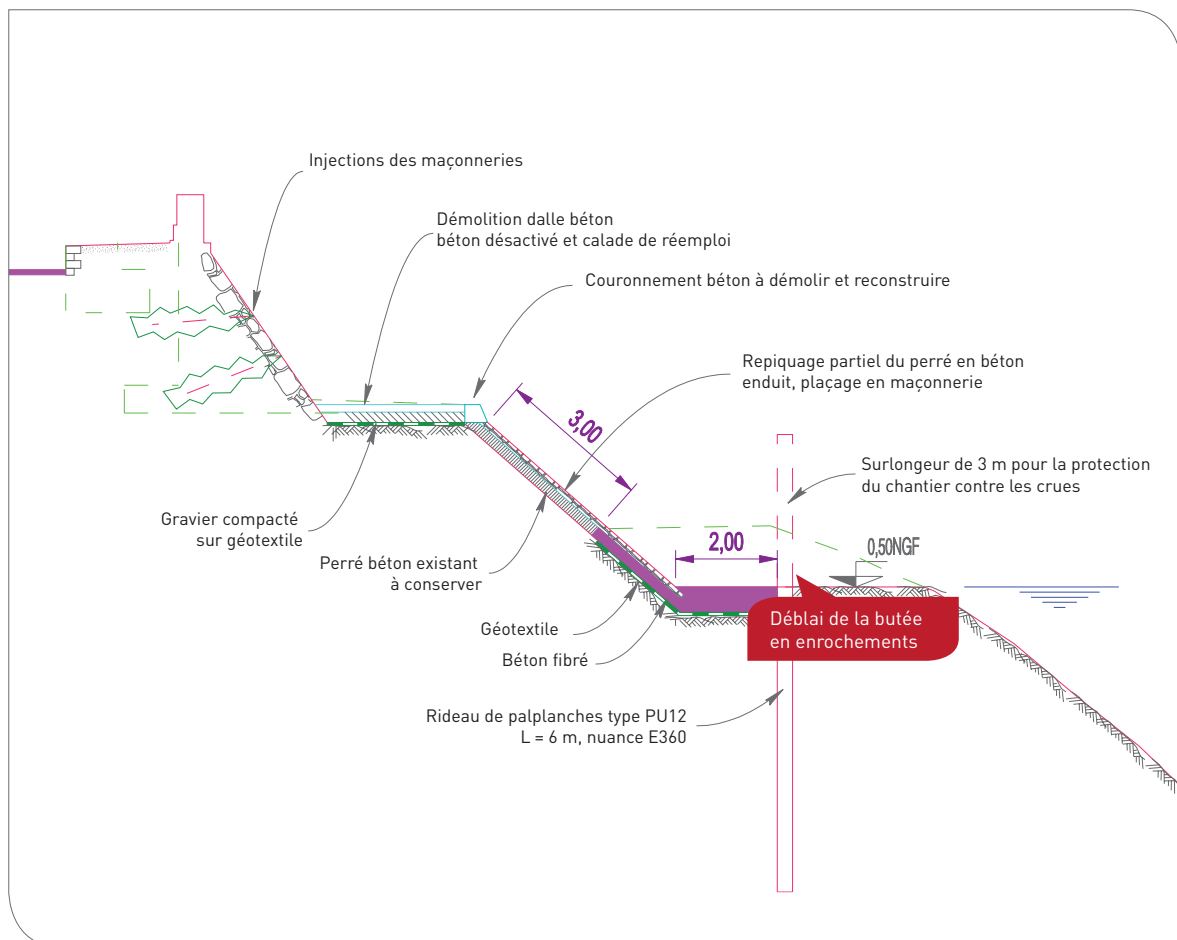 Injections des maçonneries
Démolition dalle béton
béton désactivé et calade de réemploi
Couronnement béton à démolir et reconstruire
Repiquage partiel du perré en béton
enduit, plaçage en maçonnerie
3,00
Surlongeur de 3 m pour la protection
du chantier contre les crues
Gravier compacté
sur géotextile
Perré béton existant
à conserver
2,00
0,50NGF
Déblai de la butée
en enrochements
Géotextile
Béton fibré
Rideau de palplanches type PU12
L = 6 m, nuance E360